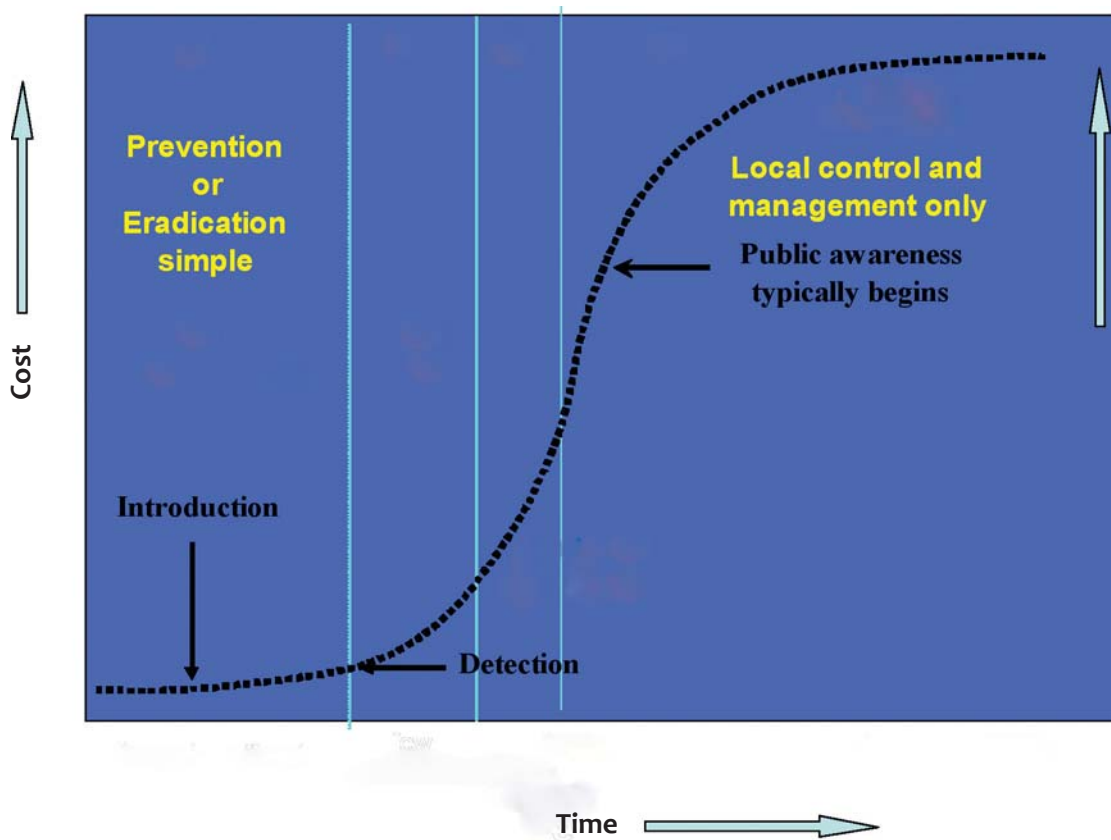 Prevention
or
Eradication
simple
Local control and
management only
Public awareness
typically begins
Cost
Introduction
Detection
Time